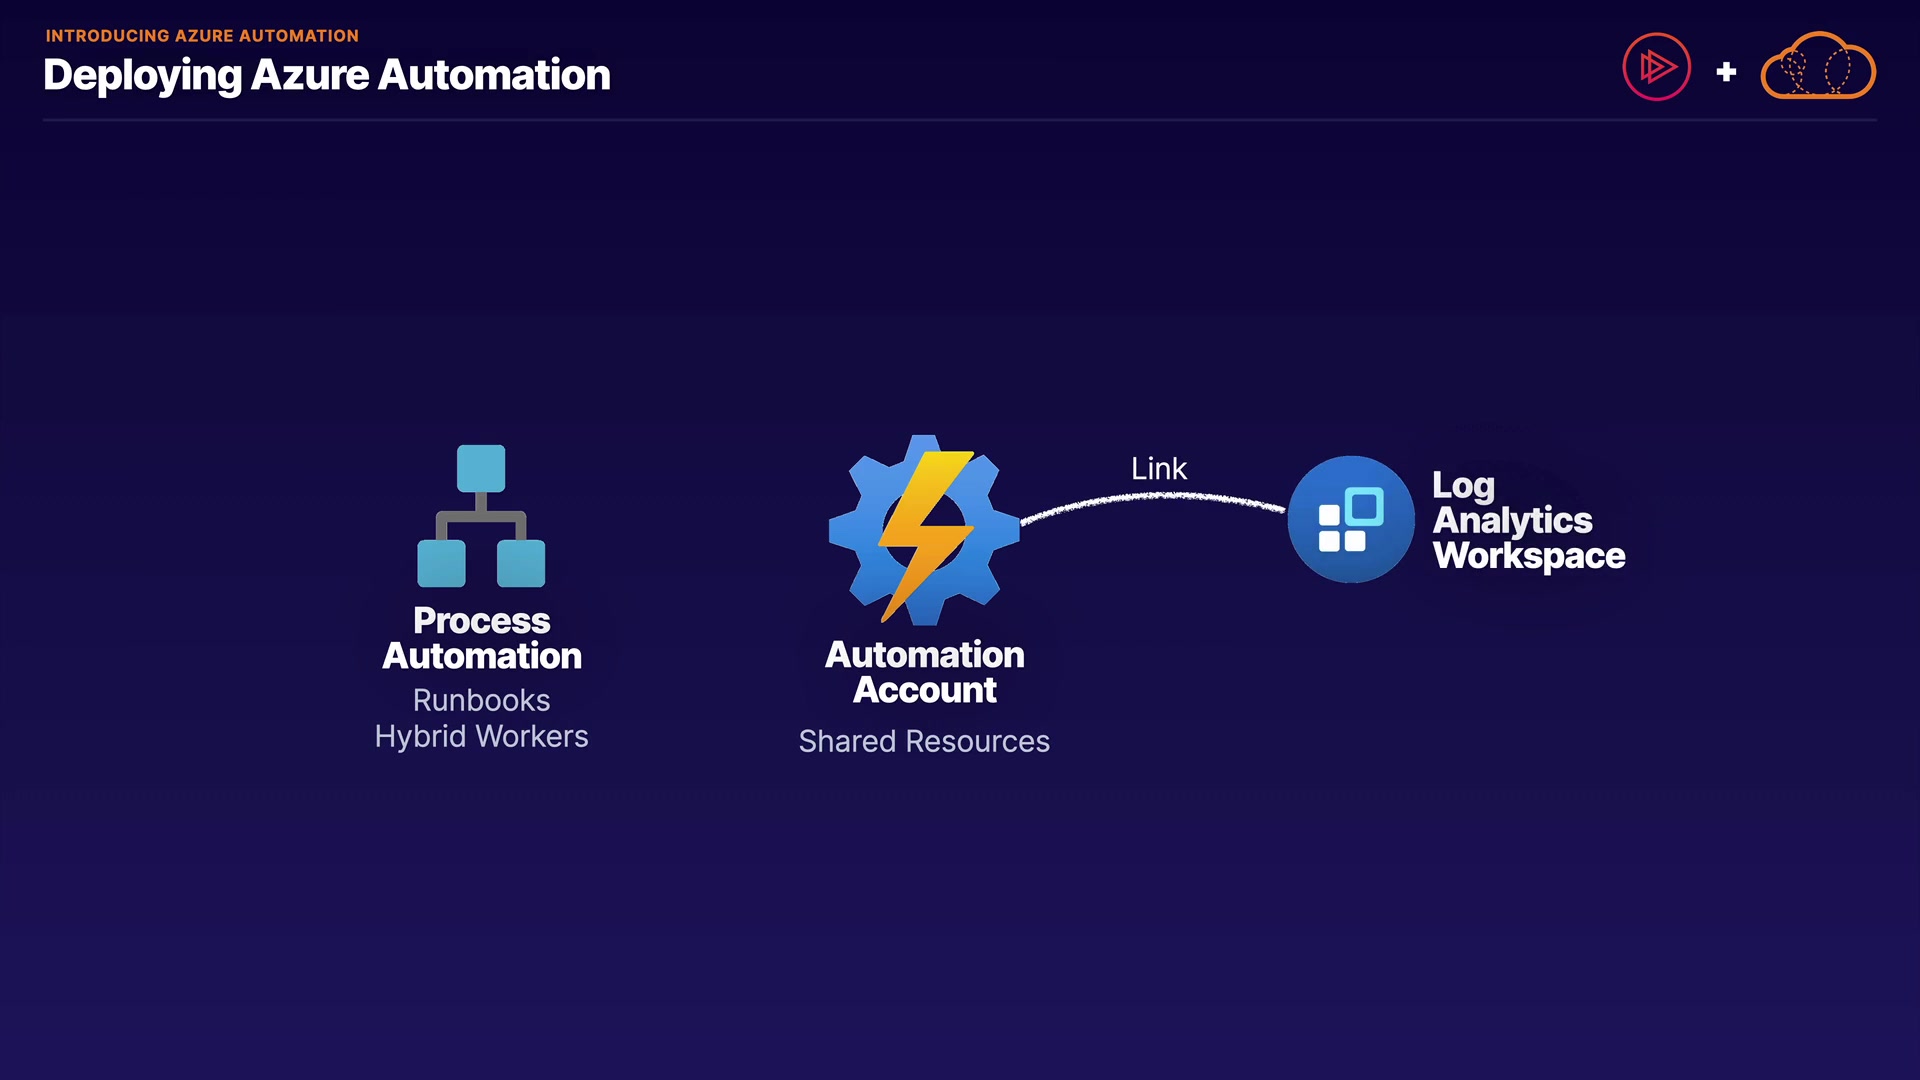 INTRODUCING AZURE AUTOMATION
Deploying Azure Automation
Process
Automation
Runbooks
Hybrid Workers
Automation
Account
Shared Resources
Link
Log
Analytics
Workspace